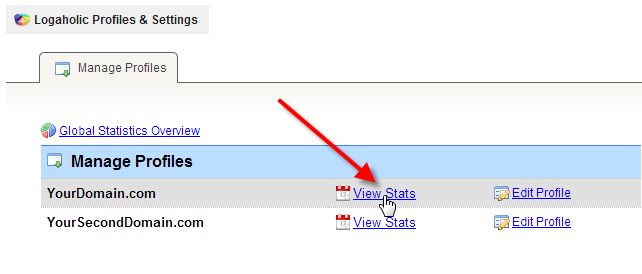 Logaholic Profiles & Settings
Manage Profiles
Global Statistics Overview
Manage Profiles
YourDomain.com View Stats Edit Profile
YourSecondDomain.com View Stats Edit Profile